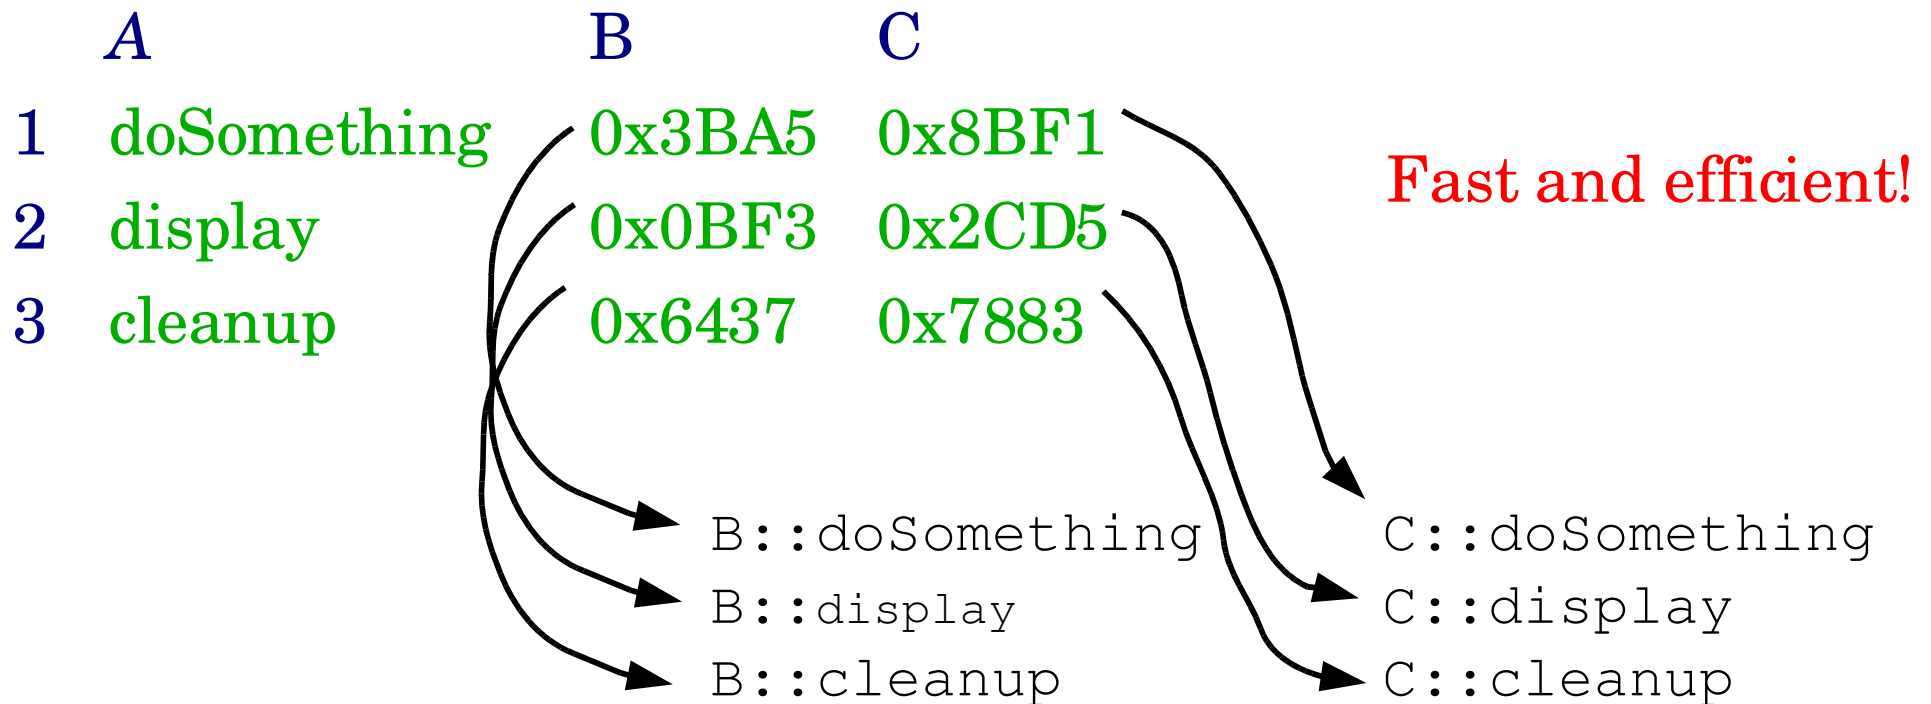 A B C
1 doSomething 0x3BA5 0x8BF1
Fast and efficient!
2 display 0x0BF3 0x2CD5
3 cleanup 0x6437 0x7883
B::doSomething C::doSomething
B::display C::display
B::cleanup C::cleanup